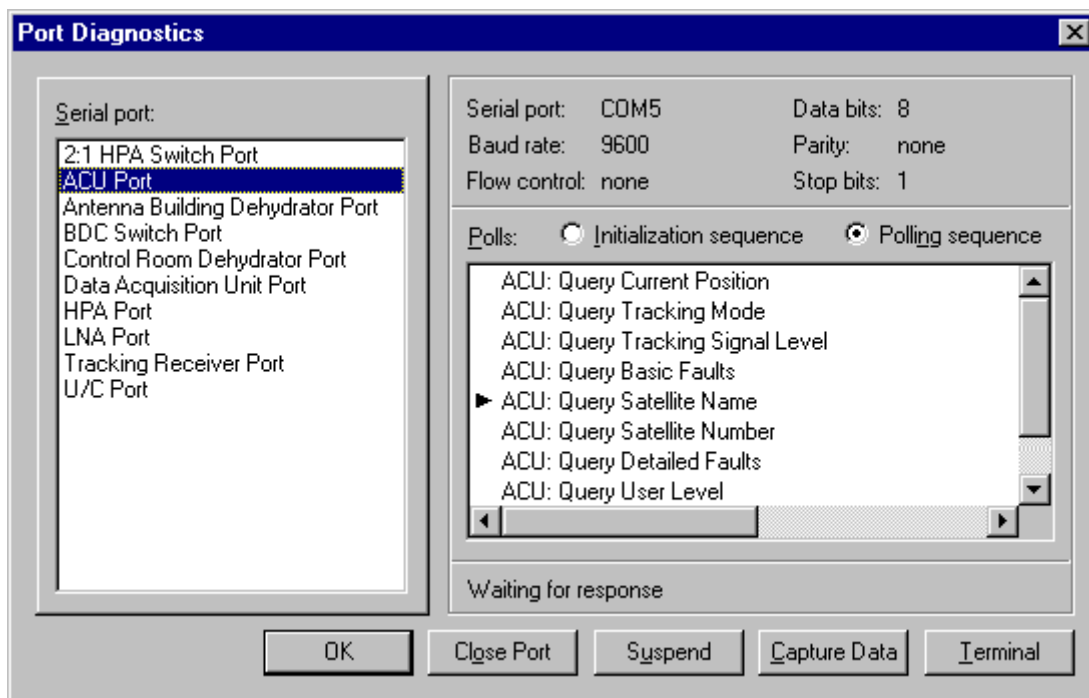 Port Diagnostics
Serial port:
2:1 HPA Switch Port
ACU Port
Antenna Building Dehydrator Port
BDC Switch Port
Control Room Dehydrator Port
Data Acquisition Unit Port
HPA Port
LNA Port
Tracking Receiver Port
U/C Port
Serial port: COM5 Data bits: 8
Baud rate: 9600 Parity: none
Flow control: none Stop bits: 1
Polls: Initialization sequence Polling sequence
ACU: Query Current Position
ACU: Query Tracking Mode
ACU: Query Tracking Signal Level
ACU: Query Basic Faults
ACU: Query Satellite Name
ACU: Query Satellite Number
ACU: Query Detailed Faults
ACU: Query User Level
Waiting for response
OK Close Port Suspend Capture Data Terminal